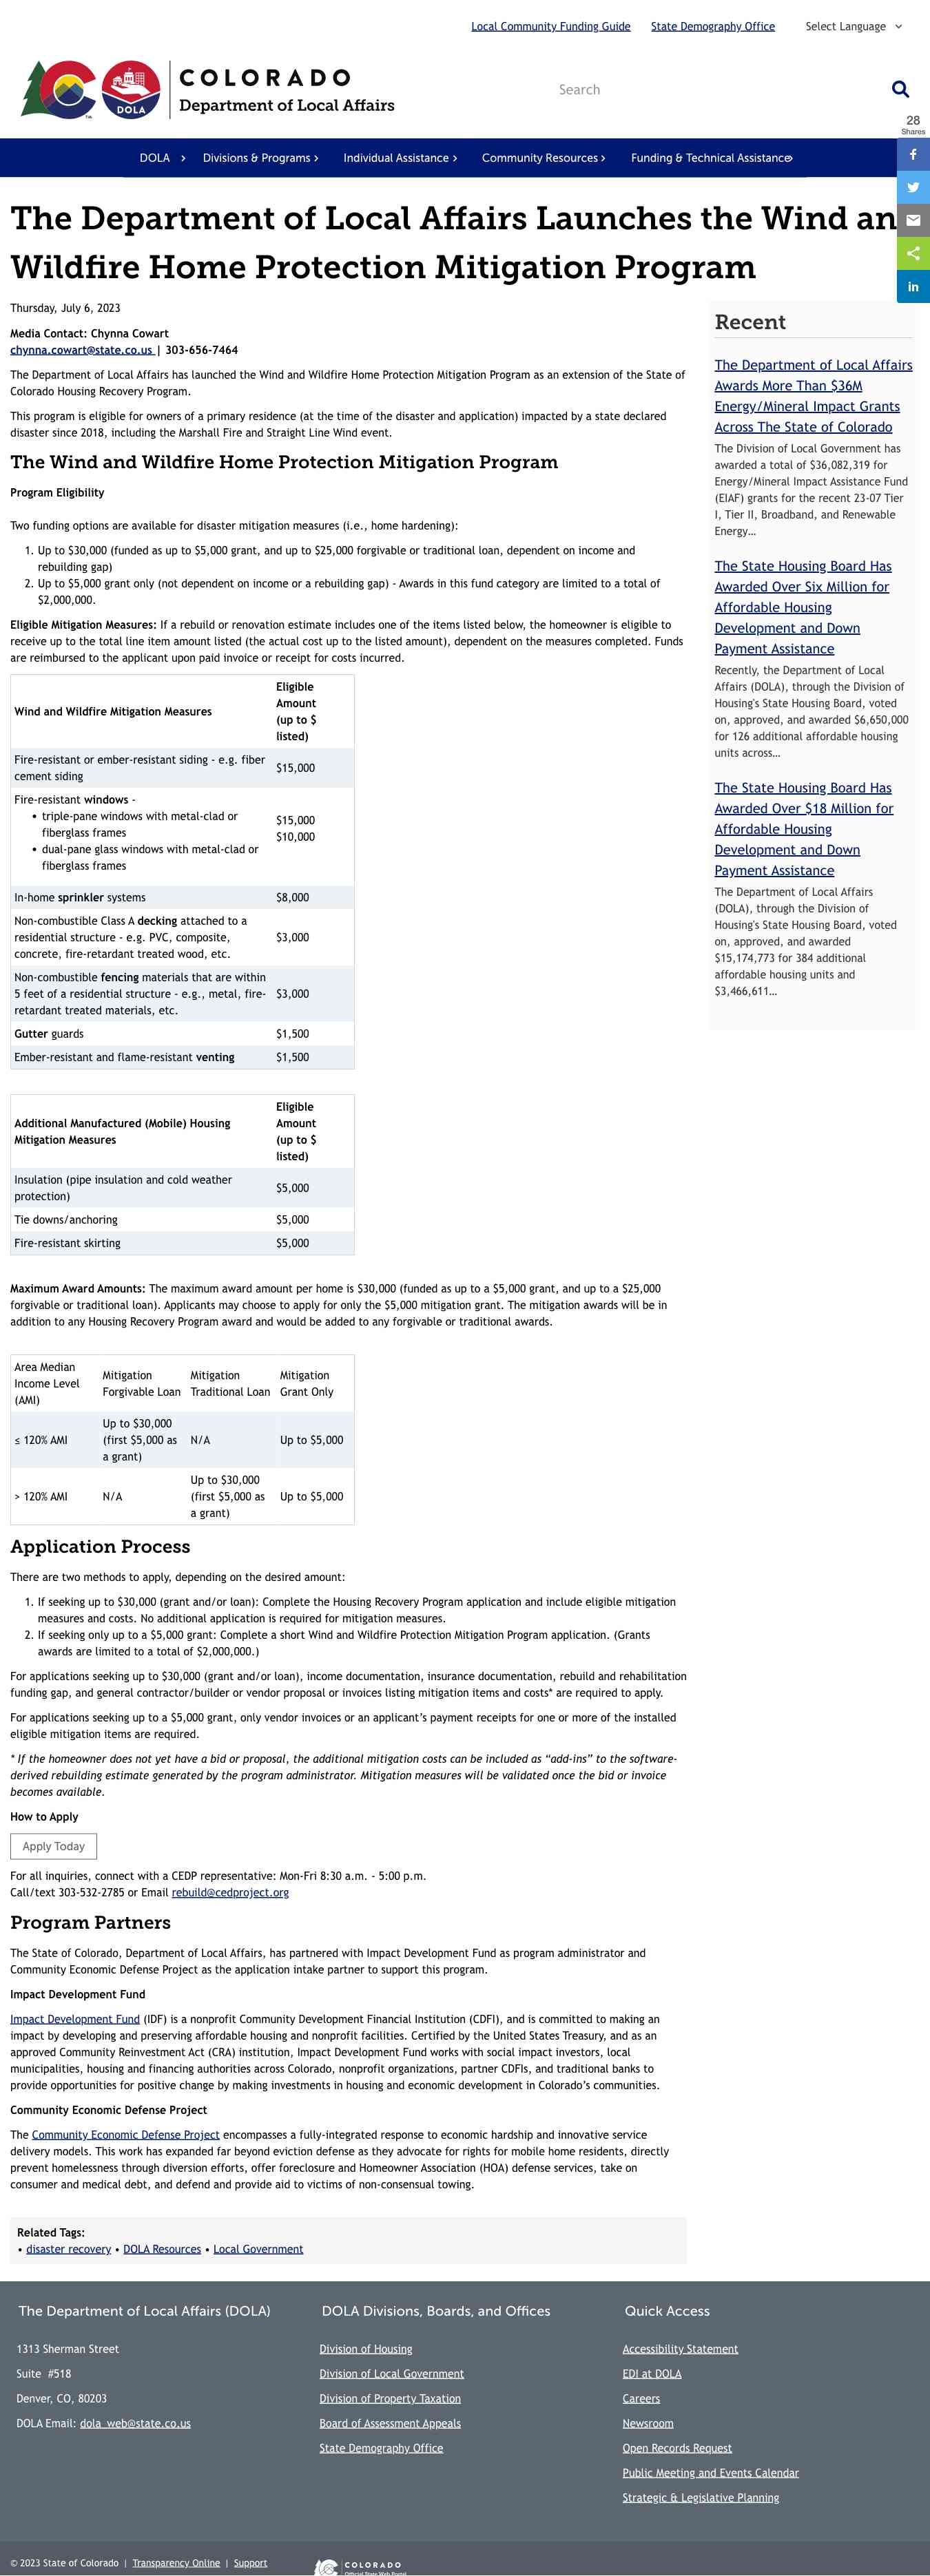 Local Community Funding Guide State Demography Office Select Language
COLORADO
Department of Local Affairs
DOLA
Search
28
Shares
DOLA Divisions & Programs Individual Assistance Community Resources Funding & Technical Assistance
The Department of Local Affairs Launches the Wind an
Wildfire Home Protection Mitigation Program
in
Thursday, July 6, 2023
Media Contact: Chynna Cowart
chynna.cowart@state.co.us | 303-656-7464
The Department of Local Affairs has launched the Wind and Wildfire Home Protection Mitigation Program as an extension of the State of
Colorado Housing Recovery Program.
This program is eligible for owners of a primary residence (at the time of the disaster and application) impacted by a state declared
disaster since 2018, including the Marshall Fire and Straight Line Wind event.
The Wind and Wildfire Home Protection Mitigation Program
Program Eligibility
Two funding options are available for disaster mitigation measures (i.e., home hardening):
1. Up to $30,000 (funded as up to $5,000 grant, and up to $25,000 forgivable or traditional loan, dependent on income and
rebuilding gap)
2. Up to $5,000 grant only (not dependent on income or a rebuilding gap) - Awards in this fund category are limited to a total of
$2,000,000.
Eligible Mitigation Measures: If a rebuild or renovation estimate includes one of the items listed below, the homeowner is eligible to
receive up to the total line item amount listed (the actual cost up to the listed amount), dependent on the measures completed. Funds
are reimbursed to the applicant upon paid invoice or receipt for costs incurred.
Wind and Wildfire Mitigation Measures
Eligible
Amount
(up to $
listed)
Fire-resistant or ember-resistant siding - e.g. fiber
cement siding
$15,000
Fire-resistant windows -
• triple-pane windows with metal-clad or
fiberglass frames
• dual-pane glass windows with metal-clad or
fiberglass frames
$15,000
$10,000
In-home sprinkler systems $8,000
Non-combustible Class A decking attached to a
residential structure - e.g. PVC, composite,
concrete, fire-retardant treated wood, etc.
$3,000
Non-combustible fencing materials that are within
5 feet of a residential structure - e.g., metal, fire-
retardant treated materials, etc.
$3,000
Gutter guards $1,500
Ember-resistant and flame-resistant venting $1,500
Additional Manufactured (Mobile) Housing
Mitigation Measures
Eligible
Amount
(up to $
listed)
Insulation (pipe insulation and cold weather
protection)
$5,000
Tie downs/anchoring $5,000
Fire-resistant skirting $5,000
Maximum Award Amounts: The maximum award amount per home is $30,000 (funded as up to a $5,000 grant, and up to a $25,000
forgivable or traditional loan). Applicants may choose to apply for only the $5,000 mitigation grant. The mitigation awards will be in
addition to any Housing Recovery Program award and would be added to any forgivable or traditional awards.
Area Median
Income Level
(AMI)
Mitigation
Forgivable Loan
Mitigation
Traditional Loan
Mitigation
Grant Only
≤ 120% AMI
Up to $30,000
(first $5,000 as
a grant)
N/A
Up to $5,000
> 120% AMI
N/A
Up to $30,000
(first $5,000 as
a grant)
Up to $5,000
Application Process
There are two methods to apply, depending on the desired amount:
1. If seeking up to $30,000 (grant and/or loan): Complete the Housing Recovery Program application and include eligible mitigation
measures and costs. No additional application is required for mitigation measures.
2. If seeking only up to a $5,000 grant: Complete a short Wind and Wildfire Protection Mitigation Program application. (Grants
awards are limited to a total of $2,000,000.)
For applications seeking up to $30,000 (grant and/or loan), income documentation, insurance documentation, rebuild and rehabilitation
funding gap, and general contractor/builder or vendor proposal or invoices listing mitigation items and costs* are required to apply.
For applications seeking up to a $5,000 grant, only vendor invoices or an applicant’s payment receipts for one or more of the installed
eligible mitigation items are required.
* If the homeowner does not yet have a bid or proposal, the additional mitigation costs can be included as “add-ins” to the software-
derived rebuilding estimate generated by the program administrator. Mitigation measures will be validated once the bid or invoice
becomes available.
How to Apply
Apply Today
For all inquiries, connect with a CEDP representative: Mon-Fri 8:30 a.m. - 5:00 p.m.
Call/text 303-532-2785 or Email rebuild@cedproject.org
Program Partners
The State of Colorado, Department of Local Affairs, has partnered with Impact Development Fund as program administrator and
Community Economic Defense Project as the application intake partner to support this program.
Impact Development Fund
Impact Development Fund (IDF) is a nonprofit Community Development Financial Institution (CDFI), and is committed to making an
impact by developing and preserving affordable housing and nonprofit facilities. Certified by the United States Treasury, and as an
approved Community Reinvestment Act (CRA) institution, Impact Development Fund works with social impact investors, local
municipalities, housing and financing authorities across Colorado, nonprofit organizations, partner CDFIs, and traditional banks to
provide opportunities for positive change by making investments in housing and economic development in Colorado’s communities.
Community Economic Defense Project
The Community Economic Defense Project encompasses a fully-integrated response to economic hardship and innovative service
delivery models. This work has expanded far beyond eviction defense as they advocate for rights for mobile home residents, directly
prevent homelessness through diversion efforts, offer foreclosure and Homeowner Association (HOA) defense services, take on
consumer and medical debt, and defend and provide aid to victims of non-consensual towing.
Related Tags:
• disaster recovery • DOLA Resources • Local Government
Recent
The Department of Local Affairs
Awards More Than $36M
Energy/Mineral Impact Grants
Across The State of Colorado
The Division of Local Government has
awarded a total of $36,082,319 for
Energy/Mineral Impact Assistance Fund
(EIAF) grants for the recent 23-07 Tier
I, Tier II, Broadband, and Renewable
Energy...
The State Housing Board Has
Awarded Over Six Million for
Affordable Housing
Development and Down
Payment Assistance
Recently, the Department of Local
Affairs (DOLA), through the Division of
Housing's State Housing Board, voted
on, approved, and awarded $6,650,000
for 126 additional affordable housing
units across...
The State Housing Board Has
Awarded Over $18 Million for
Affordable Housing
Development and Down
Payment Assistance
The Department of Local Affairs
(DOLA), through the Division of
Housing's State Housing Board, voted
on, approved, and awarded
$15,174,773 for 384 additional
affordable housing units and
$3,466,611...
The Department of Local Affairs (DOLA)
1313 Sherman Street
Suite #518
Denver, CO, 80203
DOLA Email: dola_web@state.co.us
DOLA Divisions, Boards, and Offices
Division of Housing
Division of Local Government
Division of Property Taxation
Board of Assessment Appeals
State Demography Office
Quick Access
Accessibility Statement
EDI at DOLA
Careers
Newsroom
Open Records Request
Public Meeting and Events Calendar
Strategic & Legislative Planning
© 2023 State of Colorado | Transparency Online | Support
COLORADO
Official State Web Portal